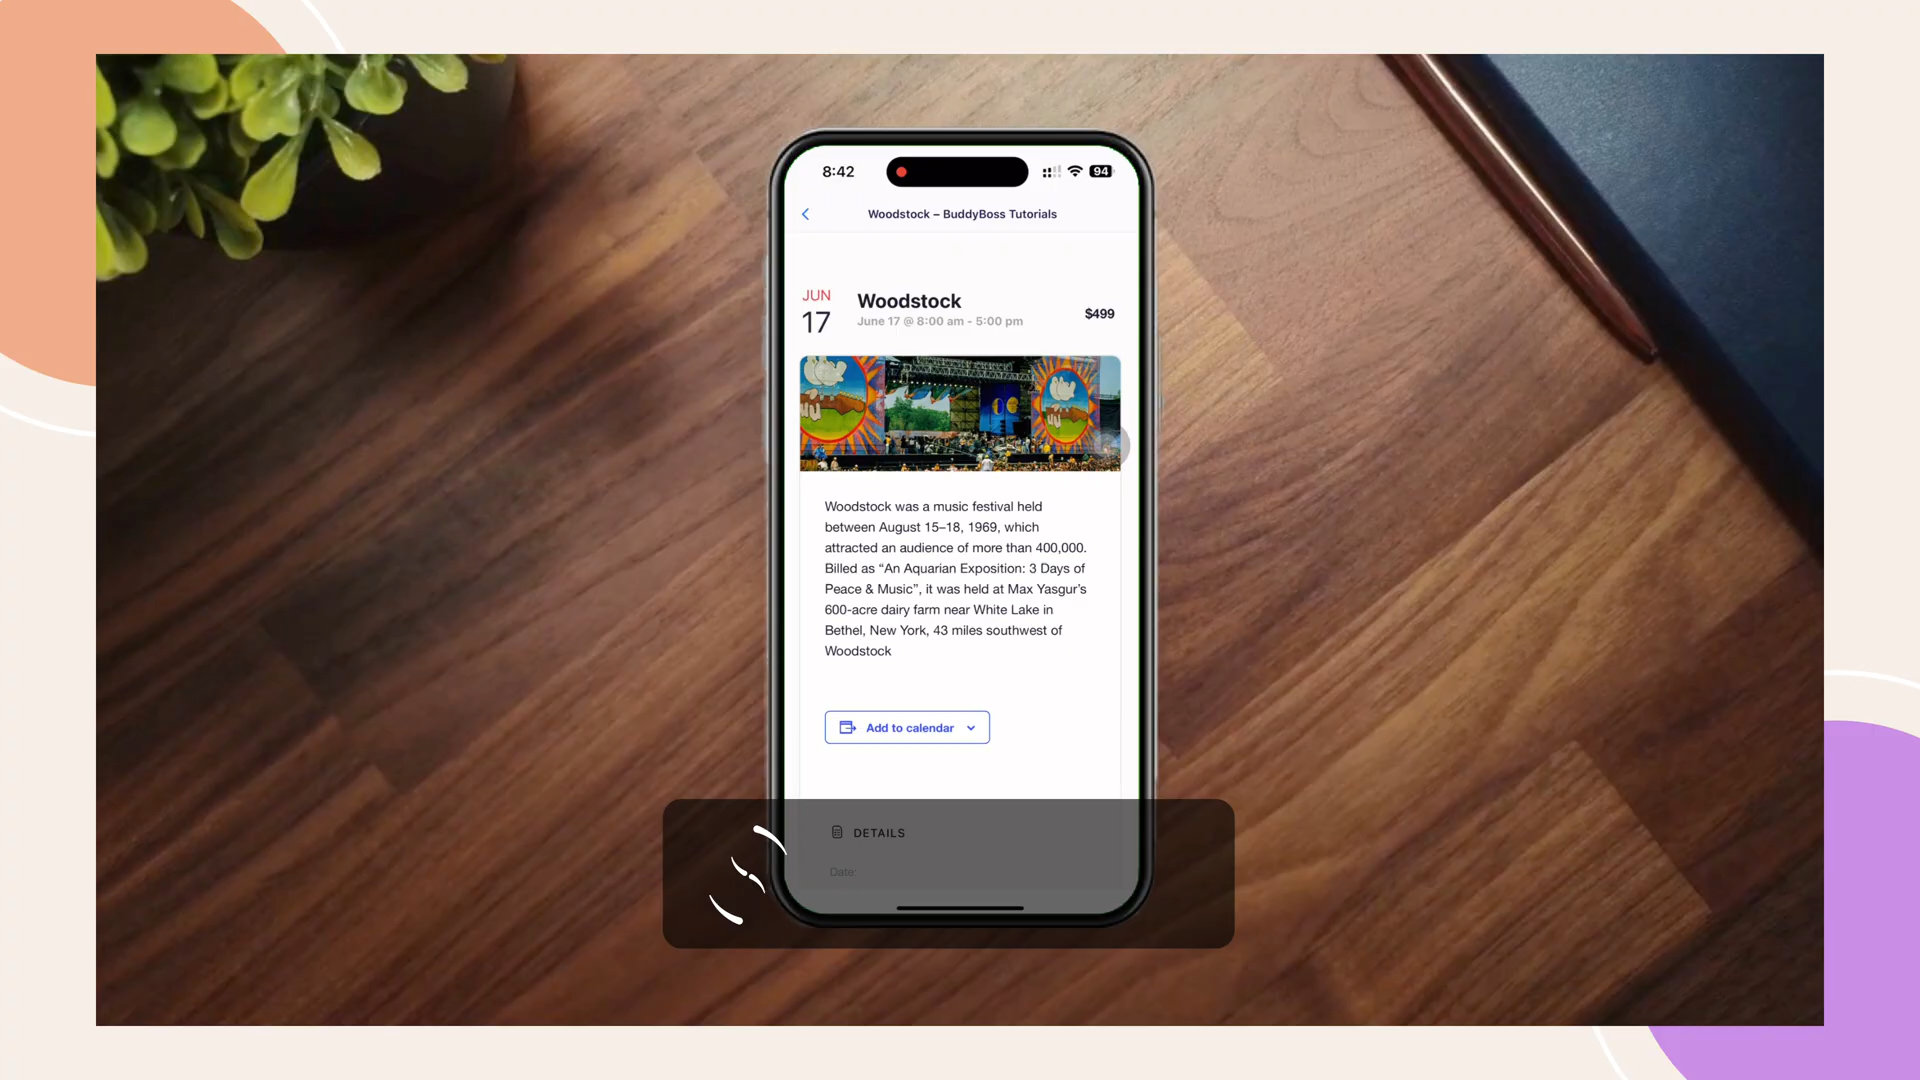 8:42
94
Woodstock – BuddyBoss Tutorials
JUN
17
Woodstock
June 17 @ 8:00 am - 5:00 pm
$499
Woodstock was a music festival held
between August 15–18, 1969, which
attracted an audience of more than 400,000.
Billed as “An Aquarian Exposition: 3 Days of
Peace & Music”, it was held at Max Yasgur’s
600-acre dairy farm near White Lake in
Bethel, New York, 43 miles southwest of
Woodstock
Add to calendar
DETAILS
Date: